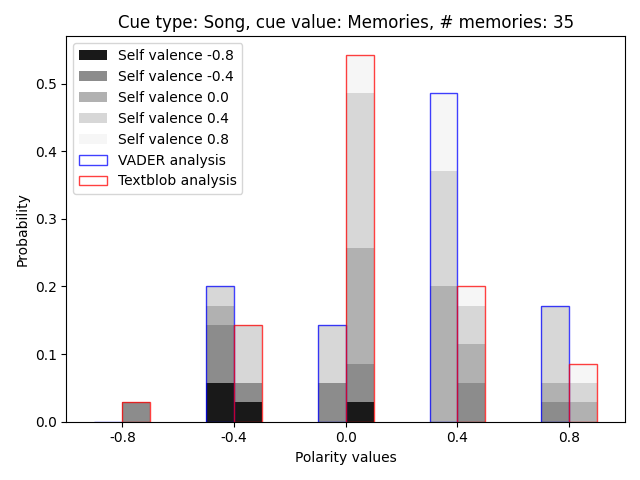 Cue type: Song, cue value: Memories, # memories: 35
Self valence -0.8
Self valence -0.4
Self valence 0.0
Self valence 0.4
Self valence 0.8
VADER analysis
Textblob analysis
Probability
0.5
0.4
0.3
0.2
0.1
0.0
-0.8 -0.4 0.0 0.4 0.8
Polarity values